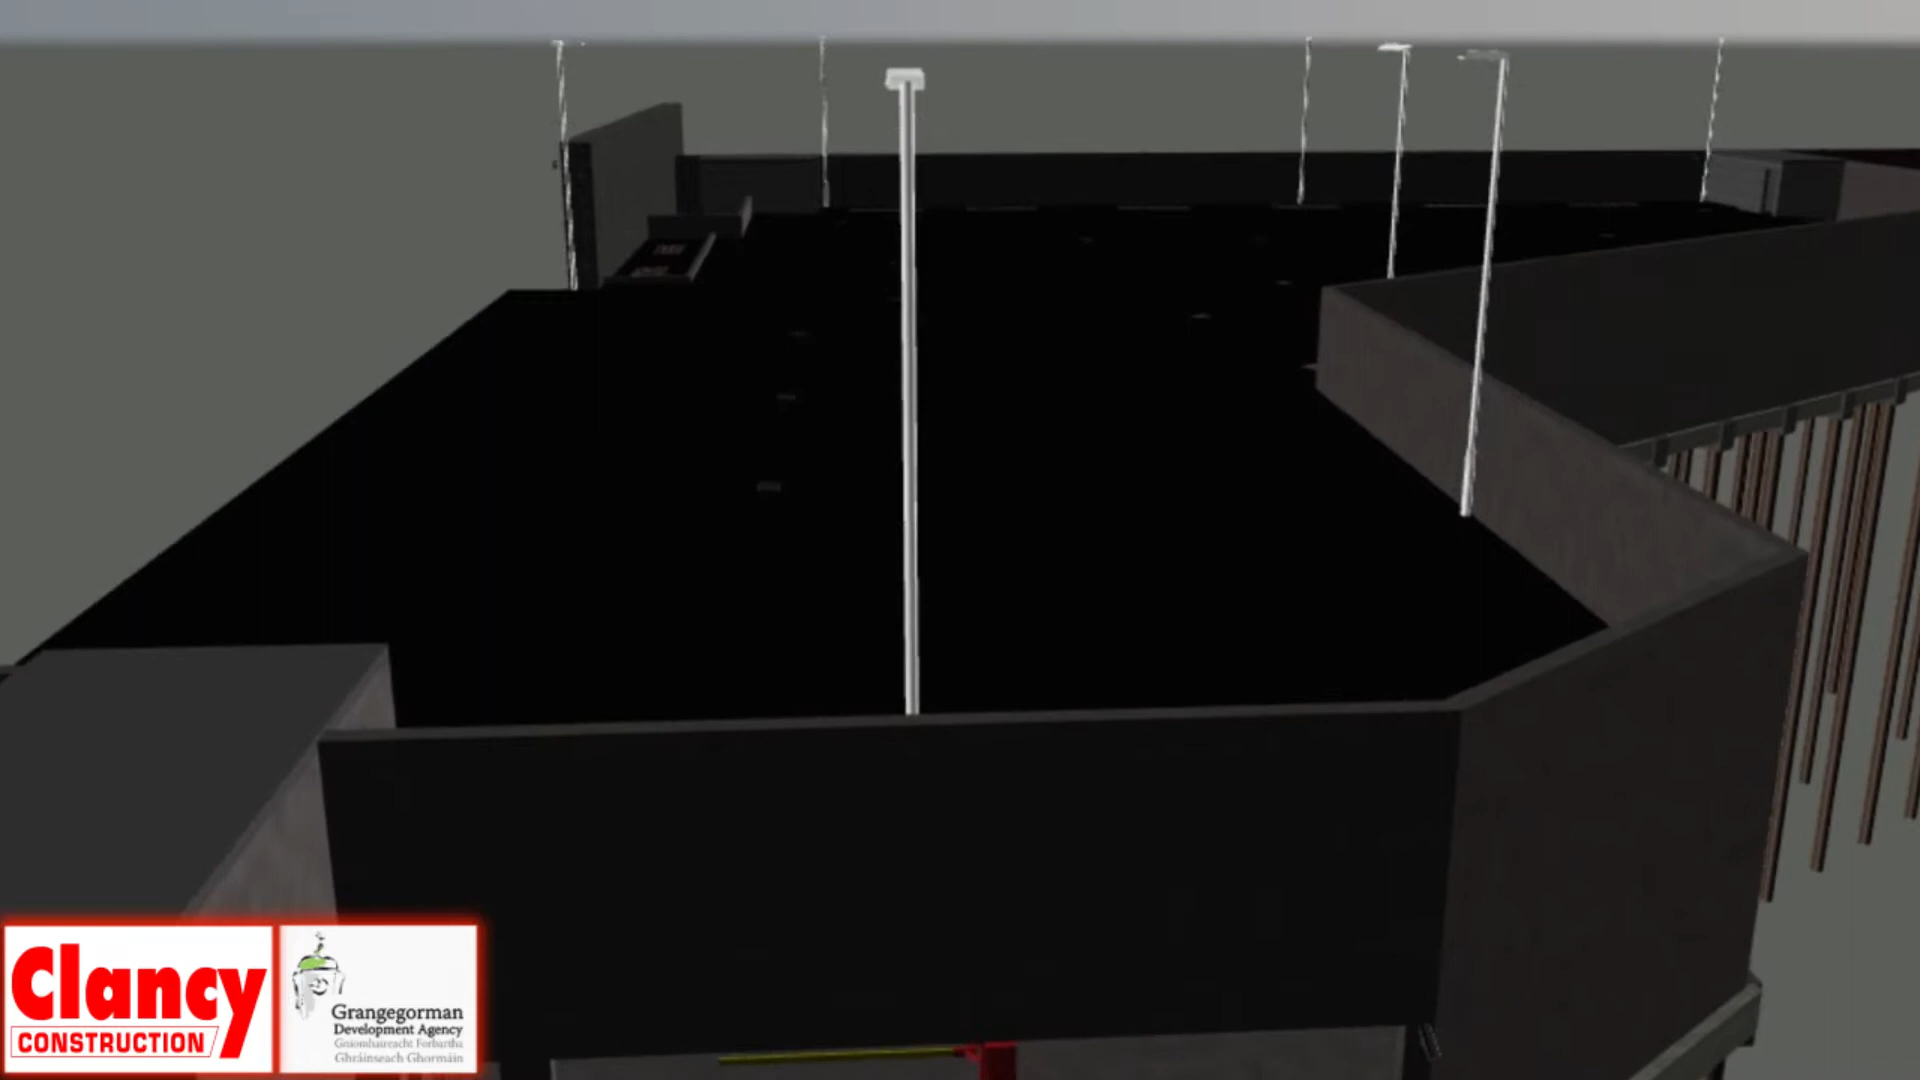 Clancy
CONSTRUCTION
Grangegorman
Development Agency
Gníomhaireacht Forbartha
Ghráinseach Ghormáin